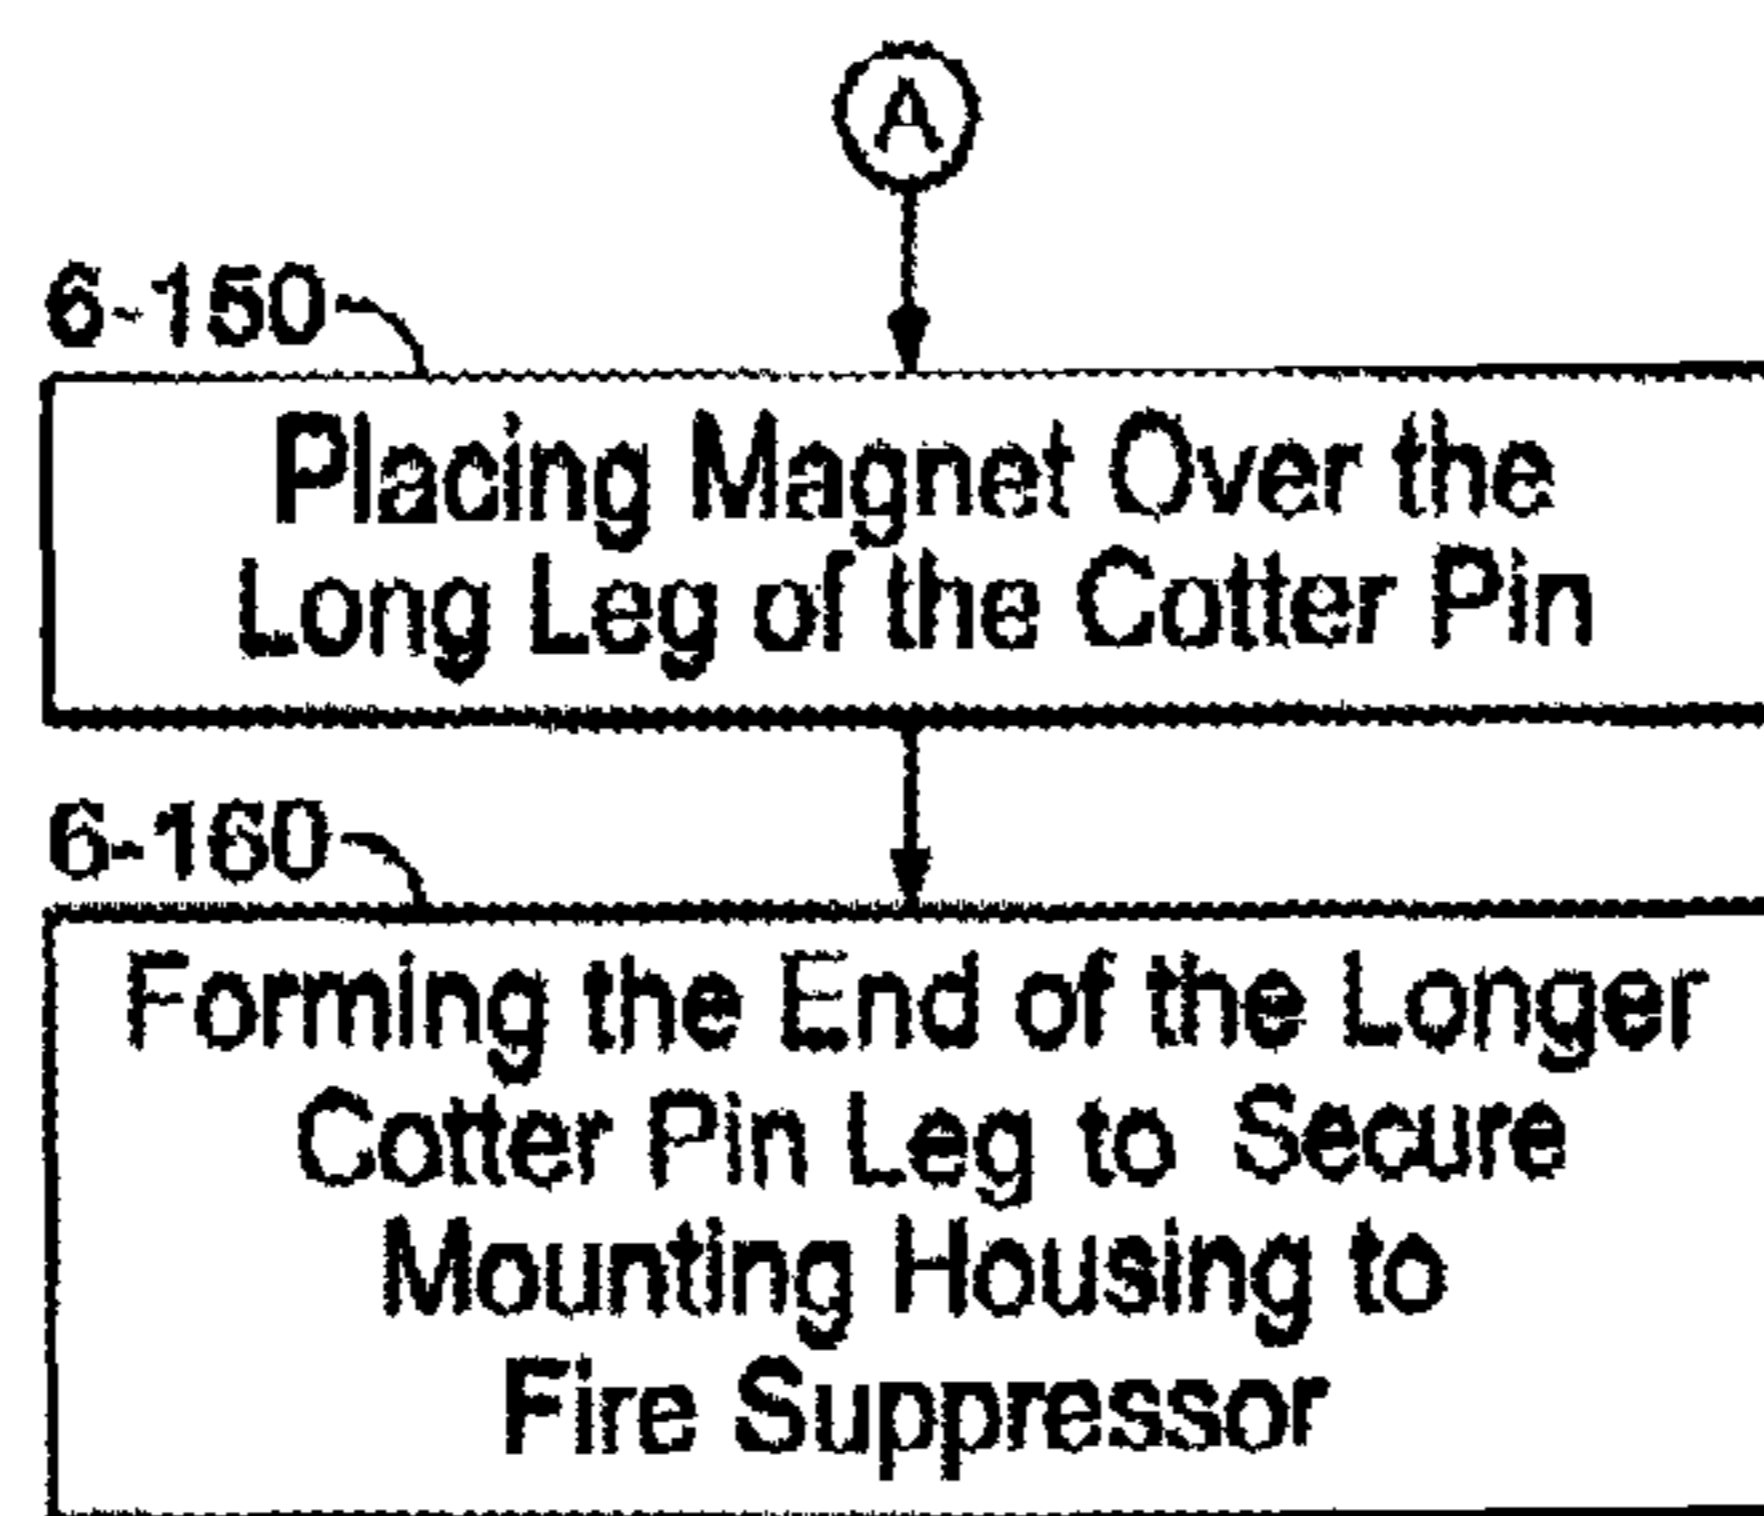 A
6-150
Placing Magnet Over the
Long Leg of the Cotter Pin
6-160
Forming the End of the Longer
Cotter Pin Leg to Secure
Mounting Housing to
Fire Suppressor